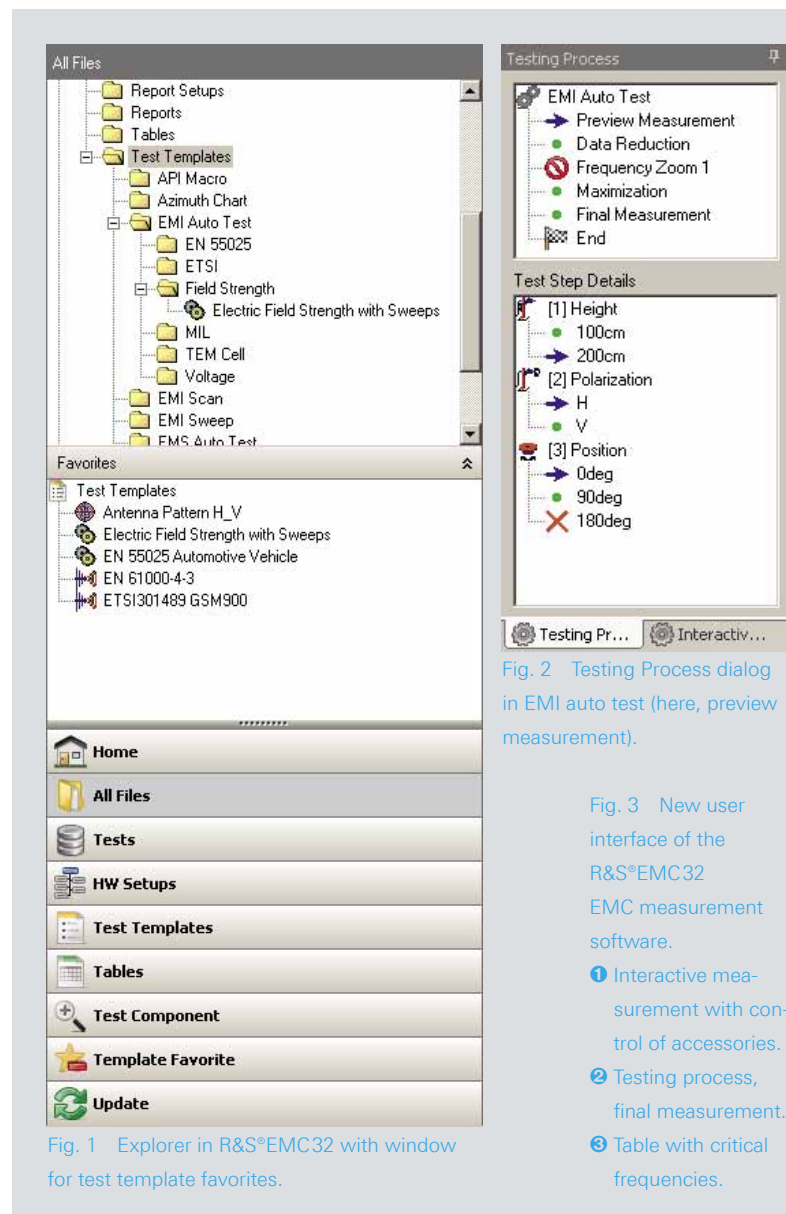 All Files
Report Setups
Reports
Tables
Test Templates
API Macro
Azimuth Chart
EMI Auto Test
EN 55025
ETSI
Field Strength
Electric Field Strength with Sweeps
MIL
TEM Cell
Voltage
EMI Scan
EMI Sweep
EMS Auto Test
Favorites
Test Templates
Antenna Pattern H_V
Electric Field Strength with Sweeps
EN 55025 Automotive Vehicle
EN 61000-4-3
ETSI301489 GSM900
Home
All Files
Tests
HW Setups
Test Templates
Tables
Test Component
Template Favorite
Update
Fig. 1 Explorer in R&S®EMC32 with window
for test template favorites.
Testing Process
EMI Auto Test
Preview Measurement
Data Reduction
Frequency Zoom 1
Maximization
Final Measurement
End
Test Step Details
[1] Height
100cm
200cm
[2] Polarization
H
V
[3] Position
0deg
90deg
180deg
Testing Pr... Interactiv...
Fig. 2 Testing Process dialog
in EMI auto test (here, preview
measurement).
Fig. 3 New user
interface of the
R&S®EMC32
EMC measurement
software.
❶ Interactive mea-
surement with con-
trol of accessories.
❷ Testing process,
final measurement.
❸ Table with critical
frequencies.